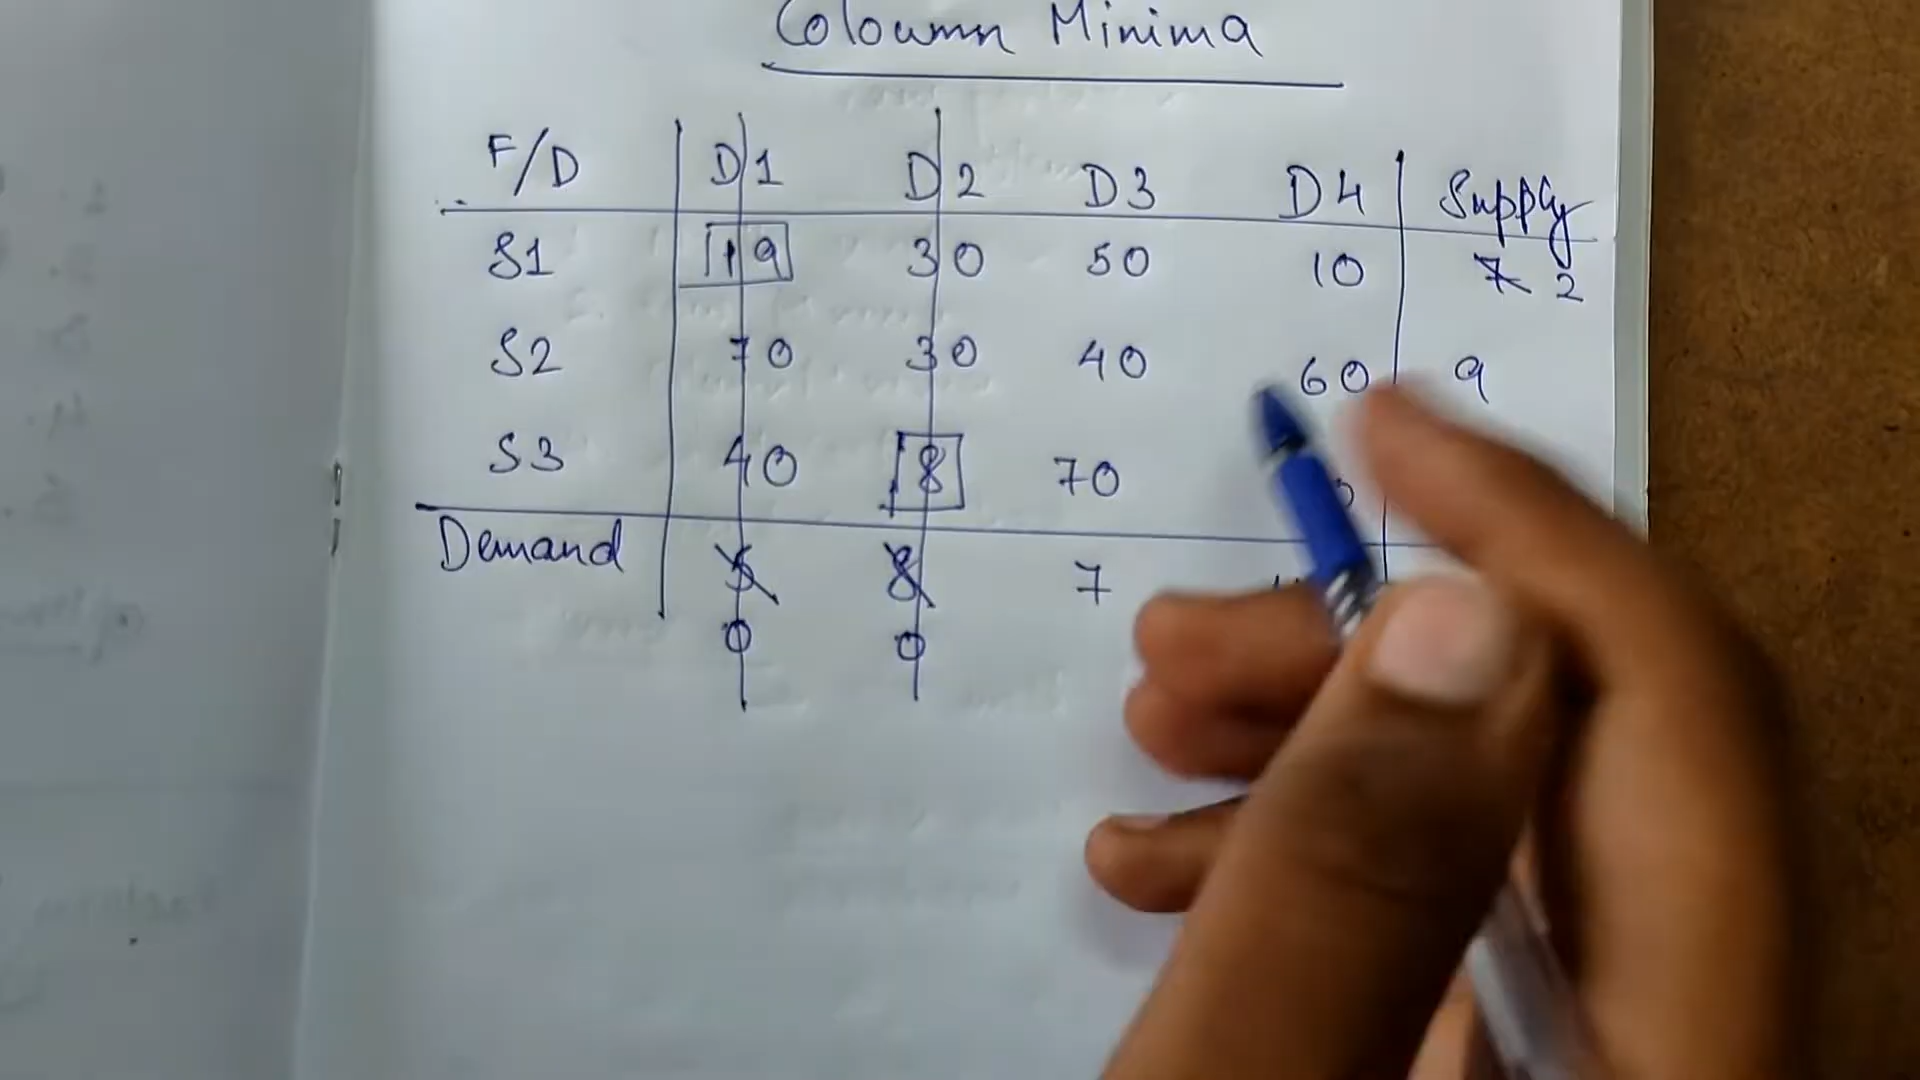 Coloumn Minima
F/D D1 D2 D3 D4 Supply
S1 19 30 50 10 7 2
S2 70 30 40 60 9
S3 40 8 70
Demand 5 8 7
0 0